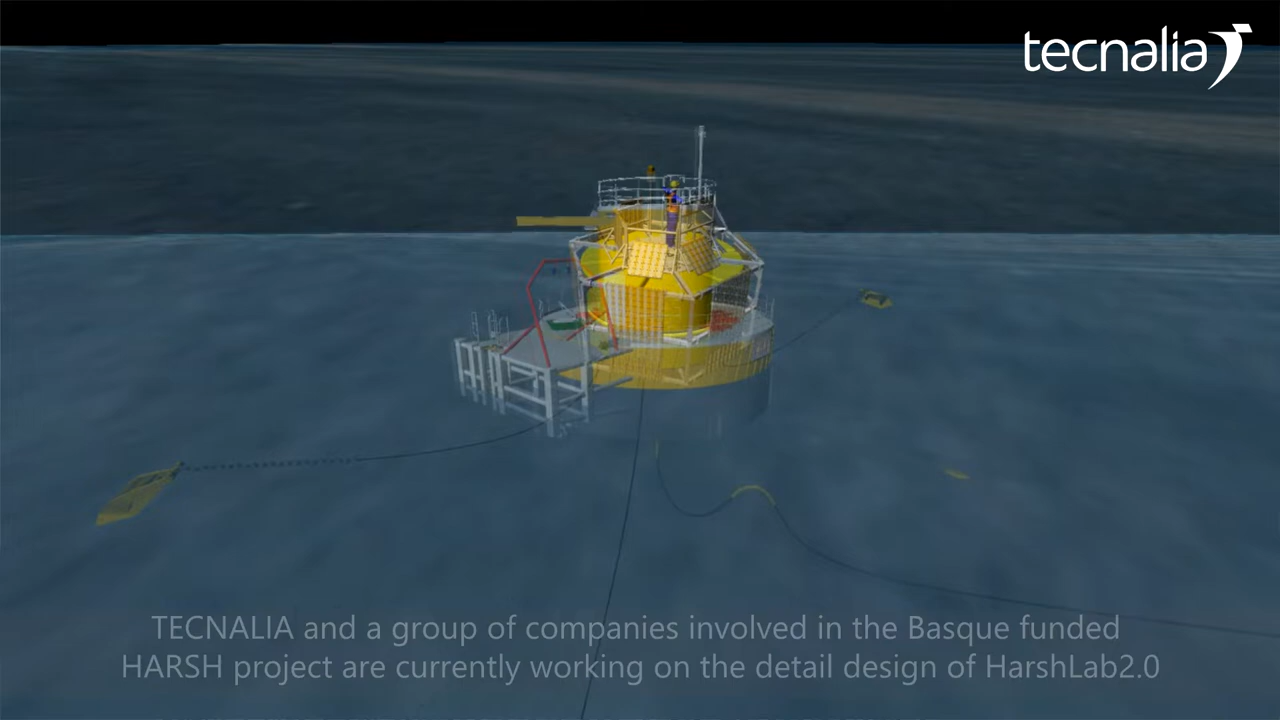 tecnalia
TECNALIA and a group of companies involved in the Basque funded
HARSH project are currently working on the detail design of HarshLab2.0